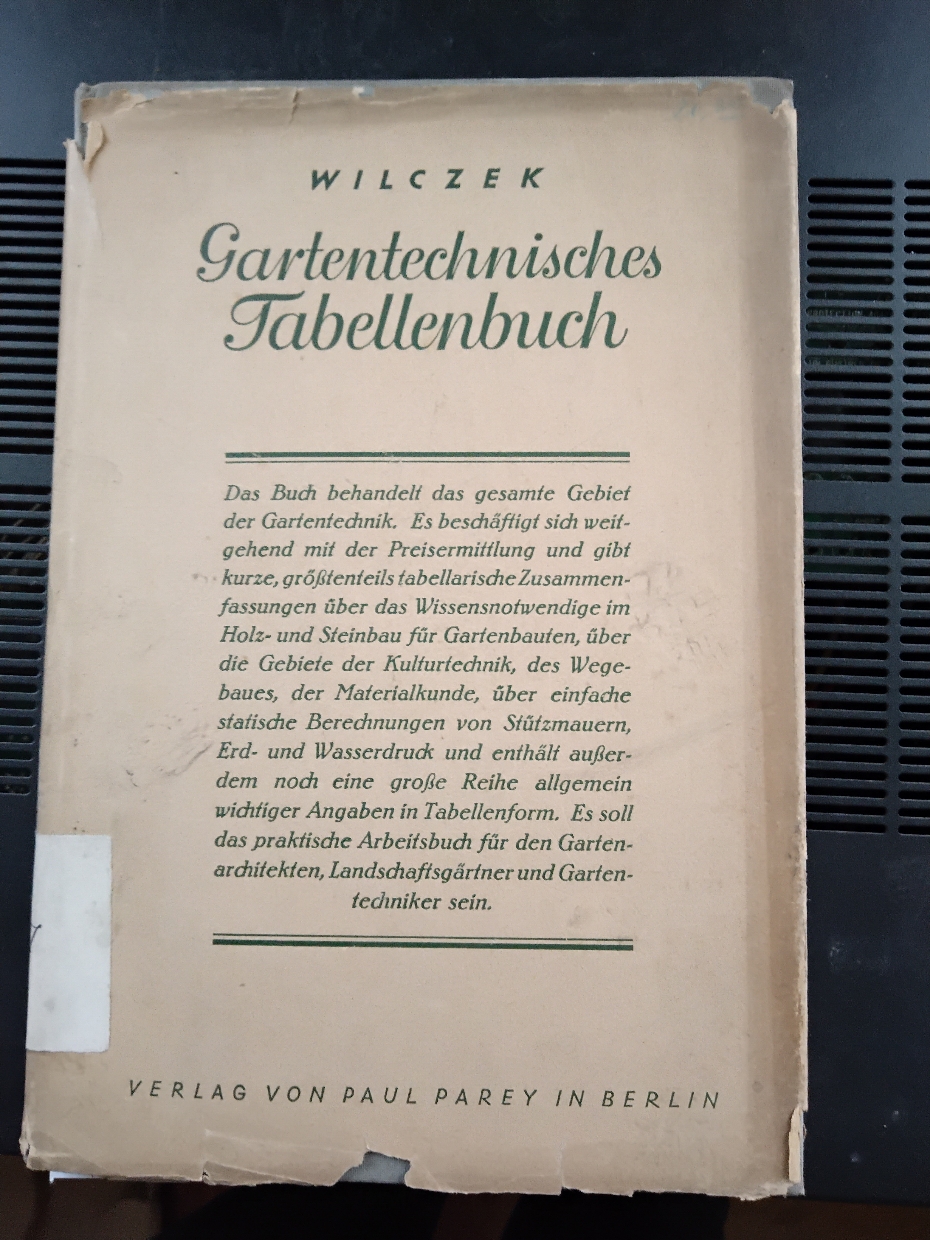 WILCZEK
Gartentechnisches
Tabellenbuch
Das Buch behandelt das gesamte Gebiet
der Gartentechnik. Es beschäftigt sich weit-
gehend mit der Preisermittlung und gibt
kurze, größtenteils tabellarische Zusammen-
fassungen über das Wissensnotwendige im
Holz- und Steinbau für Gartenbauten, über
die Gebiete der Kulturtechnik, des Wege-
baues, der Materialkunde, über einfache
statische Berechnungen von Stützmauern,
Erd- und Wasserdruck und enthält außer-
dem noch eine große Reihe allgemein
wichtiger Angaben in Tabellenform. Es soll
das praktische Arbeitsbuch für den Garten-
architekten, Landschaftsgärtner und Garten-
techniker sein.
VERLAG VON PAUL PAREY IN BERLIN